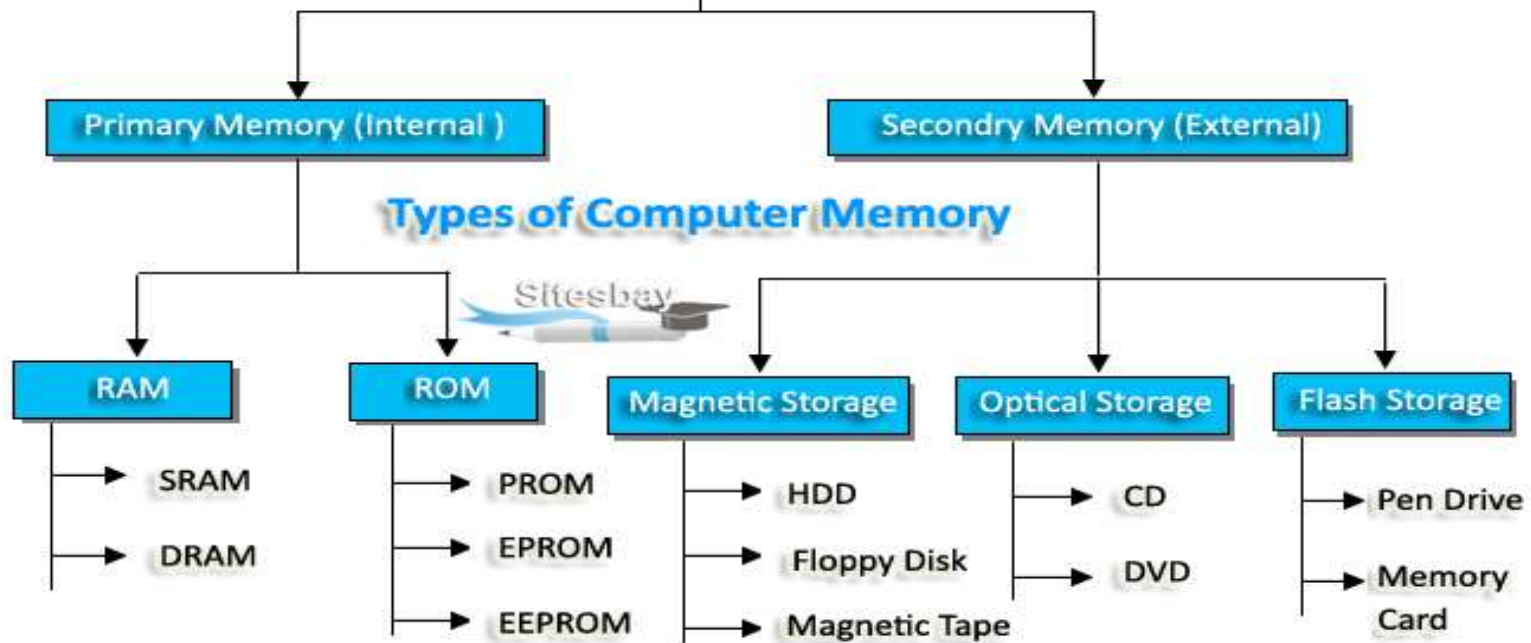 Primary Memory (Internal )
Secondry Memory (External)
Types of Computer Memory
Sitesbay
RAM
ROM
Magnetic Storage
Optical Storage
Flash Storage
SRAM
DRAM
PROM
EPROM
EEPROM
HDD
Floppy Disk
Magnetic Tape
CD
DVD
Pen Drive
Memory
Card